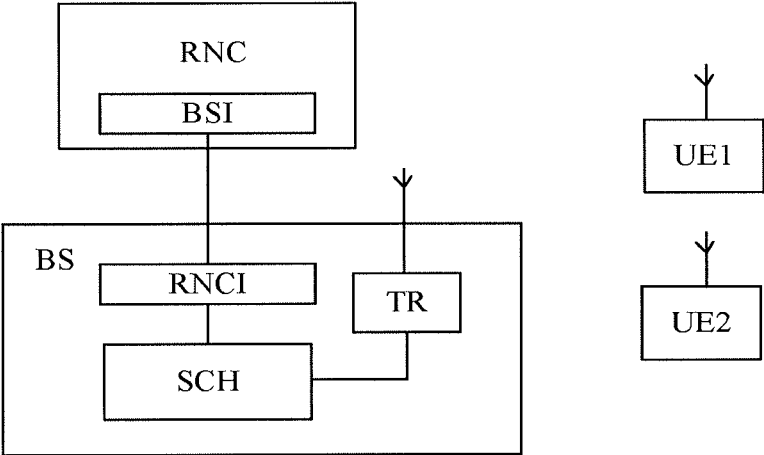 RNC
BSI
BS
RNCI
TR
SCH
UE1
UE2